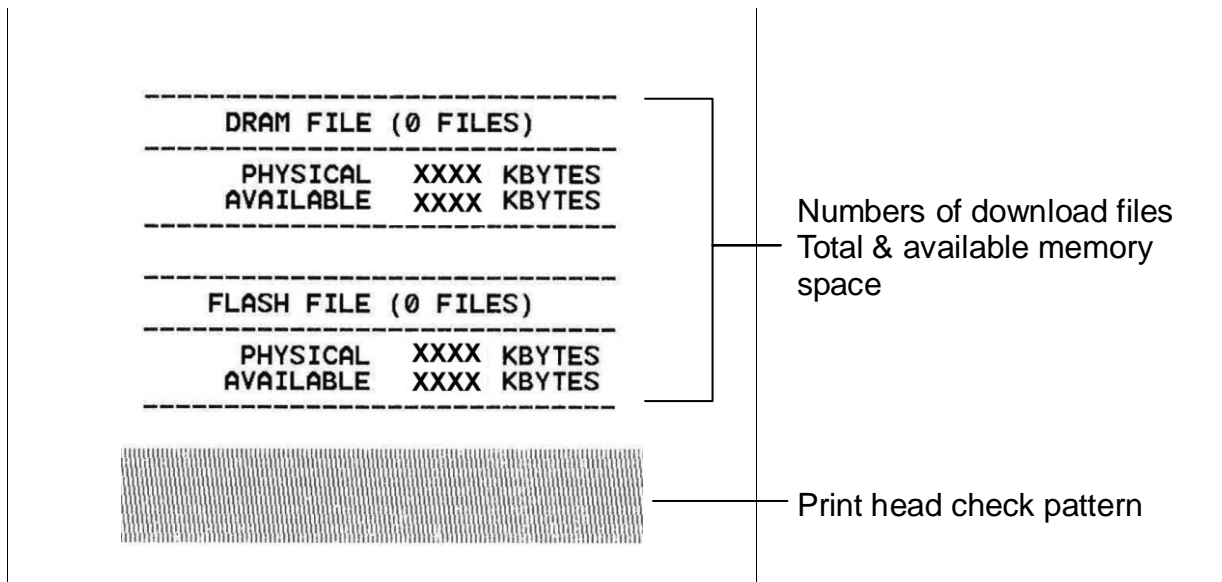 DRAM FILE (0 FILES)
PHYSICAL XXXX KBYTES
AVAILABLE XXXX KBYTES
FLASH FILE (0 FILES)
PHYSICAL XXXX KBYTES
AVAILABLE XXXX KBYTES
Numbers of download files
Total & available memory
space
Print head check pattern